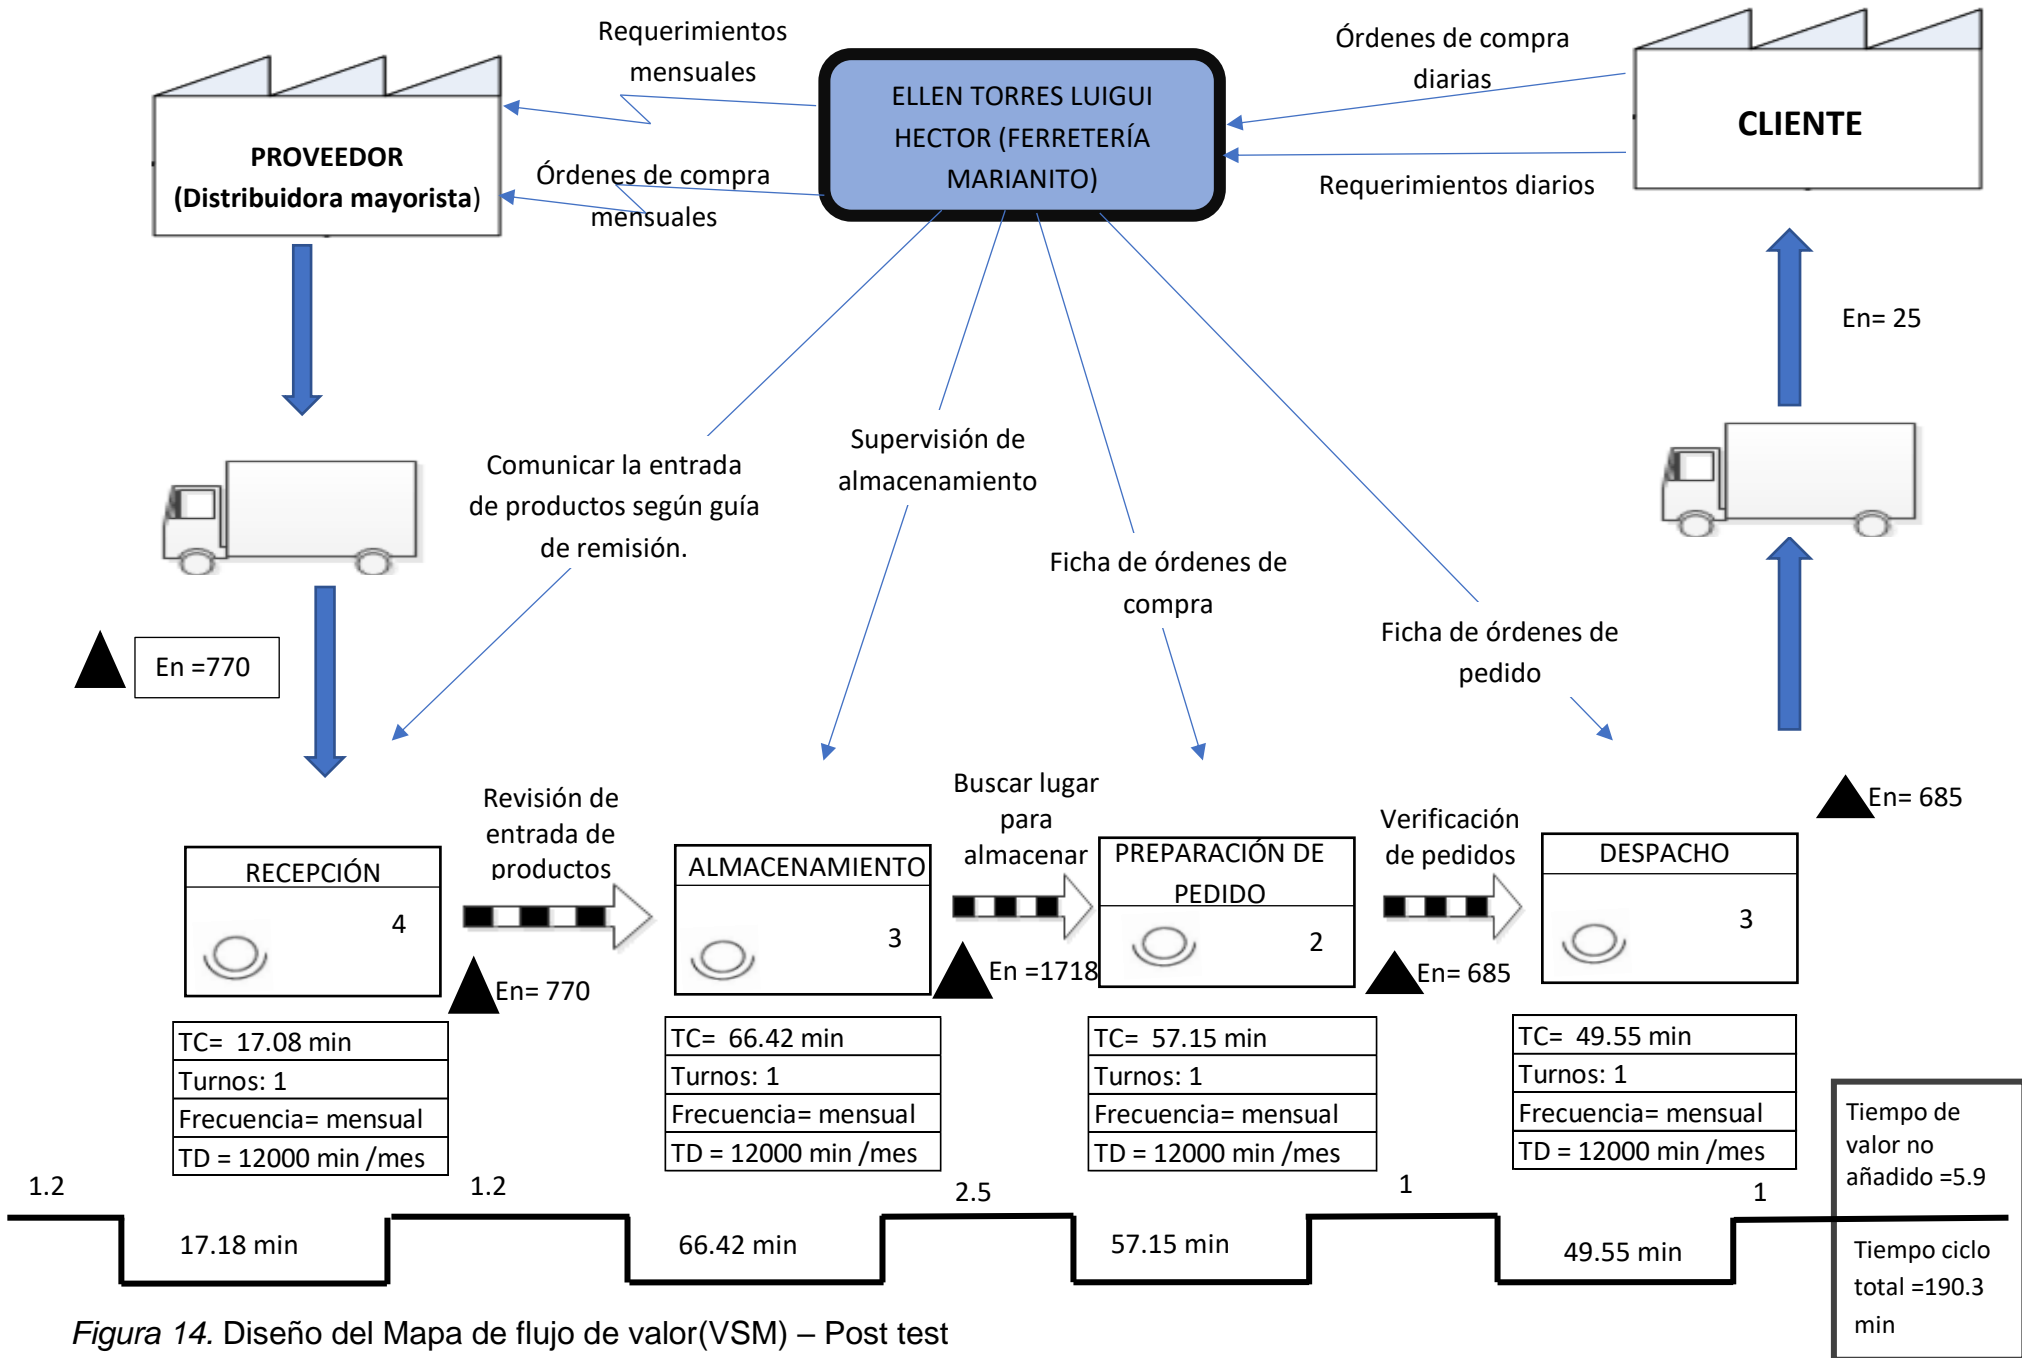 Requerimientos
mensuales
Órdenes de compra
diarias
ELLEN TORRES LUIGUI
HECTOR (FERRETERÍA
MARIANITO)
CLIENTE
PROVEEDOR
(Distribuidora mayorista)
Órdenes de compra
mensuales
Requerimientos diarios
En= 25
Comunicar la entrada
de productos según guía
de remisión.
Supervisión de
almacenamiento
Ficha de órdenes de
compra
Ficha de órdenes de
pedido
En =770
Revisión de
entrada de
productos
Buscar lugar
para
almacenar
Verificación
de pedidos
En= 685
RECEPCIÓN
4
En= 770
ALMACENAMIENTO
3
En =1718
PREPARACIÓN DE
PEDIDO
2
En= 685
DESPACHO
3
TC=  17.08 min
Turnos: 1
Frecuencia= mensual
TD = 12000 min /mes
TC=  66.42 min
Turnos: 1
Frecuencia= mensual
TD = 12000 min /mes
TC=  57.15 min
Turnos: 1
Frecuencia= mensual
TD = 12000 min /mes
TC=  49.55 min
Turnos: 1
Frecuencia= mensual
TD = 12000 min /mes
1.2
17.18 min
1.2
66.42 min
2.5
57.15 min
1
49.55 min
1
Tiempo de
valor no
añadido =5.9
Tiempo ciclo
total =190.3
min
Figura 14. Diseño del Mapa de flujo de valor(VSM) – Post test